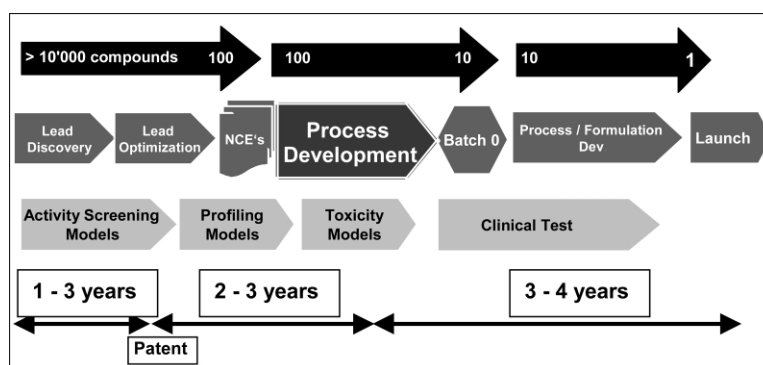 > 10'000 compounds 100 100 10 10 1
Lead Discovery
Lead Optimization
NCE's
Process Development
Batch 0
Process / Formulation Dev
Launch
Activity Screening Models
Profiling Models
Toxicity Models
Clinical Test
1 - 3 years
2 - 3 years
3 - 4 years
Patent